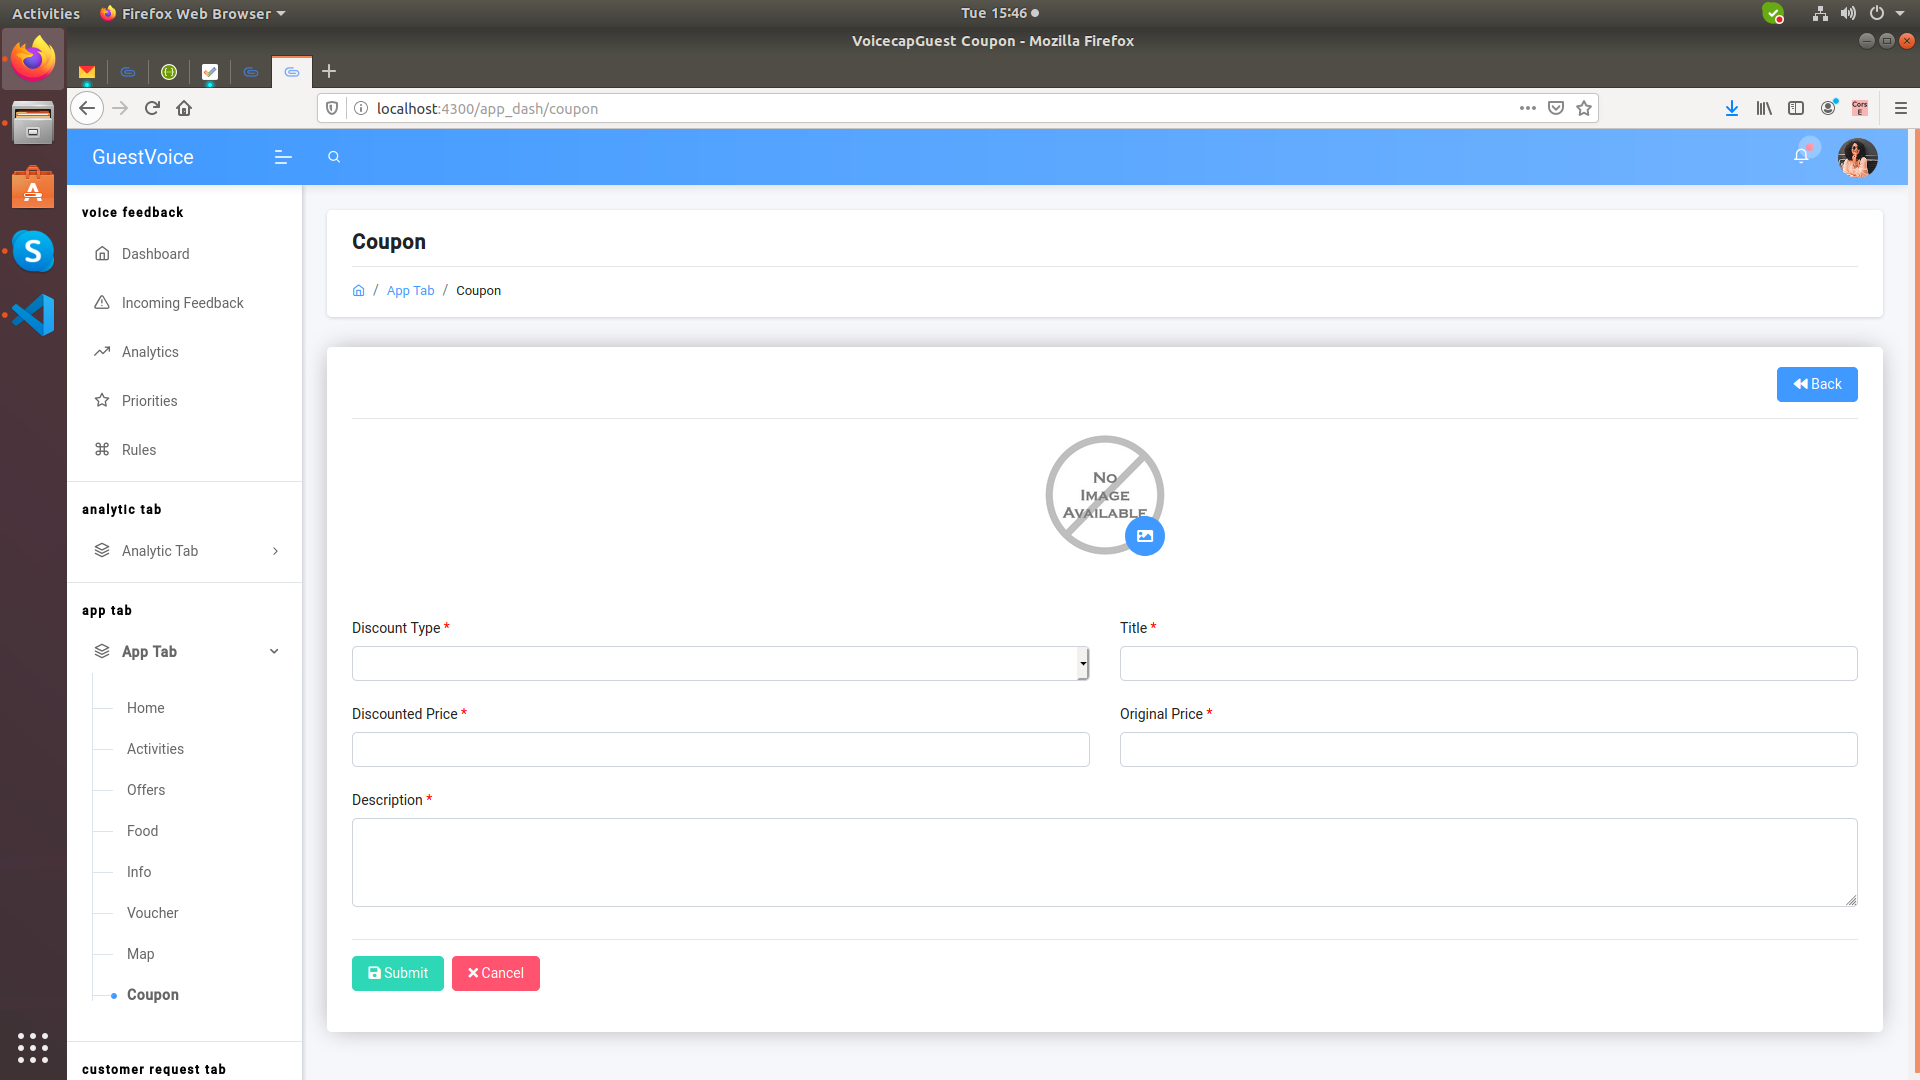 Activities Firefox Web Browser Tue 15:46
VoicecapGuest Coupon - Mozilla Firefox
localhost:4300/app_dash/coupon
Cors
E
GuestVoice
voice feedback
Dashboard
Incoming Feedback
Analytics
Priorities
Rules
analytic tab
Analytic Tab
app tab
App Tab
Home
Activities
Offers
Food
Info
Voucher
Map
Coupon
customer request tab
Coupon
/ App Tab / Coupon
Back
No
Image
Available
Discount Type *
Title *
Discounted Price *
Original Price *
Description *
Submit Cancel